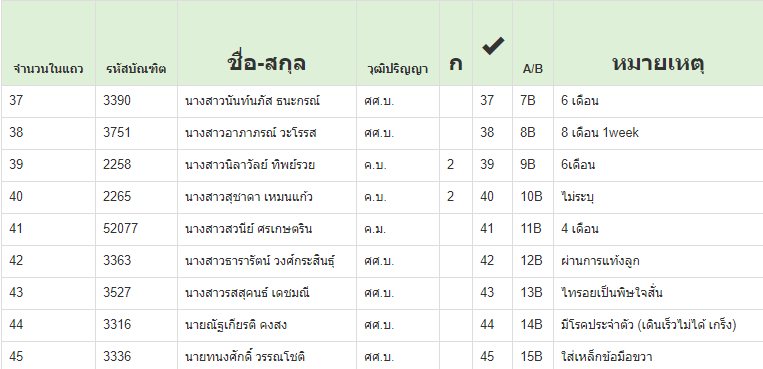 จำนวนในแถว รหัสบัณฑิต ชื่อ-สกุล วุฒิปริญญา ก ✔ A/B หมายเหตุ
37 3390 นางสาวนันท์นภัส ธนะกรณ์ ศศ.บ. 37 7B 6 เดือน
38 3751 นางสาวอาภาภรณ์ วะโรรส ศศ.บ. 38 8B 8 เดือน 1week
39 2258 นางสาวนิลาวัลย์ ทิพย์รวย ค.บ. 2 39 9B 6เดือน
40 2265 นางสาวสุชาดา เหมนแก้ว ค.บ. 2 40 10B ไม่ระบุ
41 52077 นางสาวสวนีย์ ศรเกษตริน ค.ม. 41 11B 4 เดือน
42 3363 นางสาวธารารัตน์ วงศ์กระสินธุ์ ศศ.บ. 42 12B ผ่านการแท้งลูก
43 3527 นางสาวรสสุคนธ์ เดชมณี ศศ.บ. 43 13B ไทรอยเป็นพิษใจสั่น
44 3316 นายณัฐเกียรติ คงสง ศศ.บ. 44 14B มีโรคประจำตัว (เดินเร็วไม่ได้ เกร็ง)
45 3336 นายทนงศักดิ์ วรรณโชติ ศศ.บ. 45 15B ใส่เหล็กข้อมือขวา